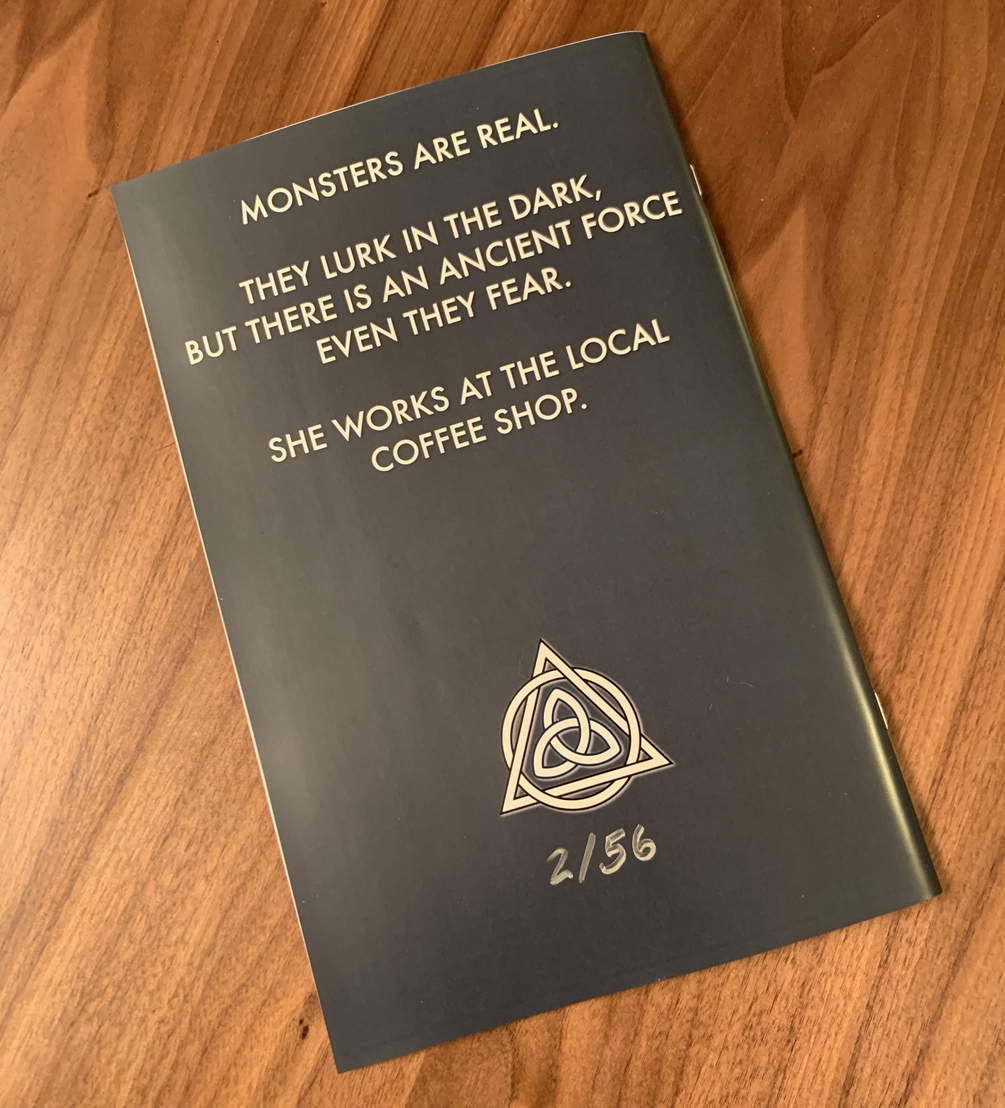 MONSTERS ARE REAL.
THEY LURK IN THE DARK,
BUT THERE IS AN ANCIENT FORCE
EVEN THEY FEAR.
SHE WORKS AT THE LOCAL
COFFEE SHOP.
2/56